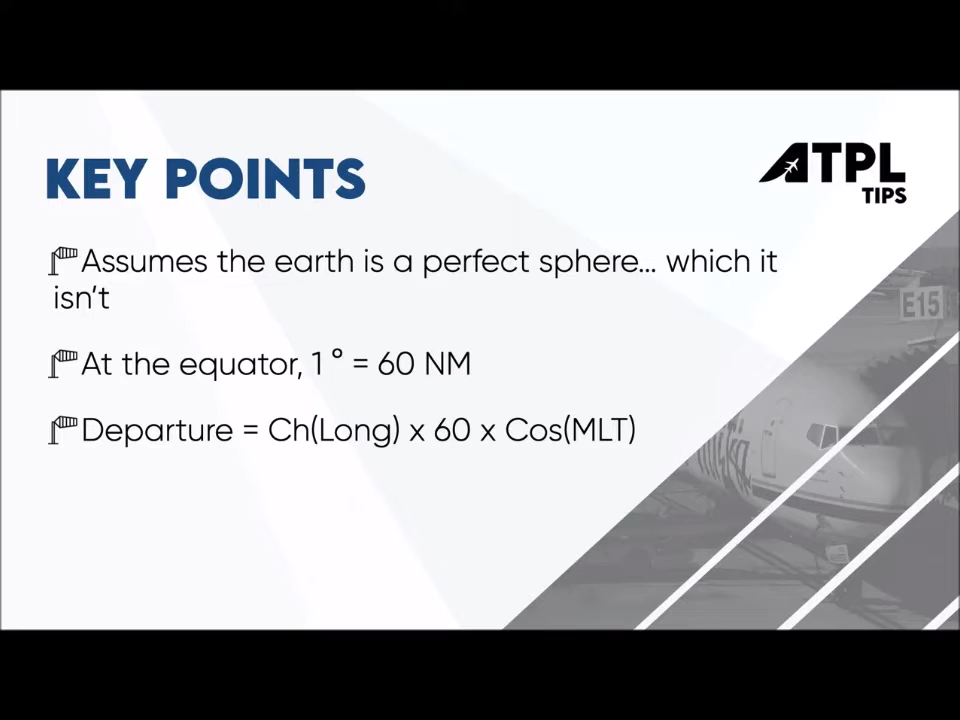 KEY POINTS
ATPL
TIPS
Assumes the earth is a perfect sphere... which it
isn't
At the equator, 1° = 60 NM
Departure = Ch(Long) x 60 x Cos(MLT)
E15